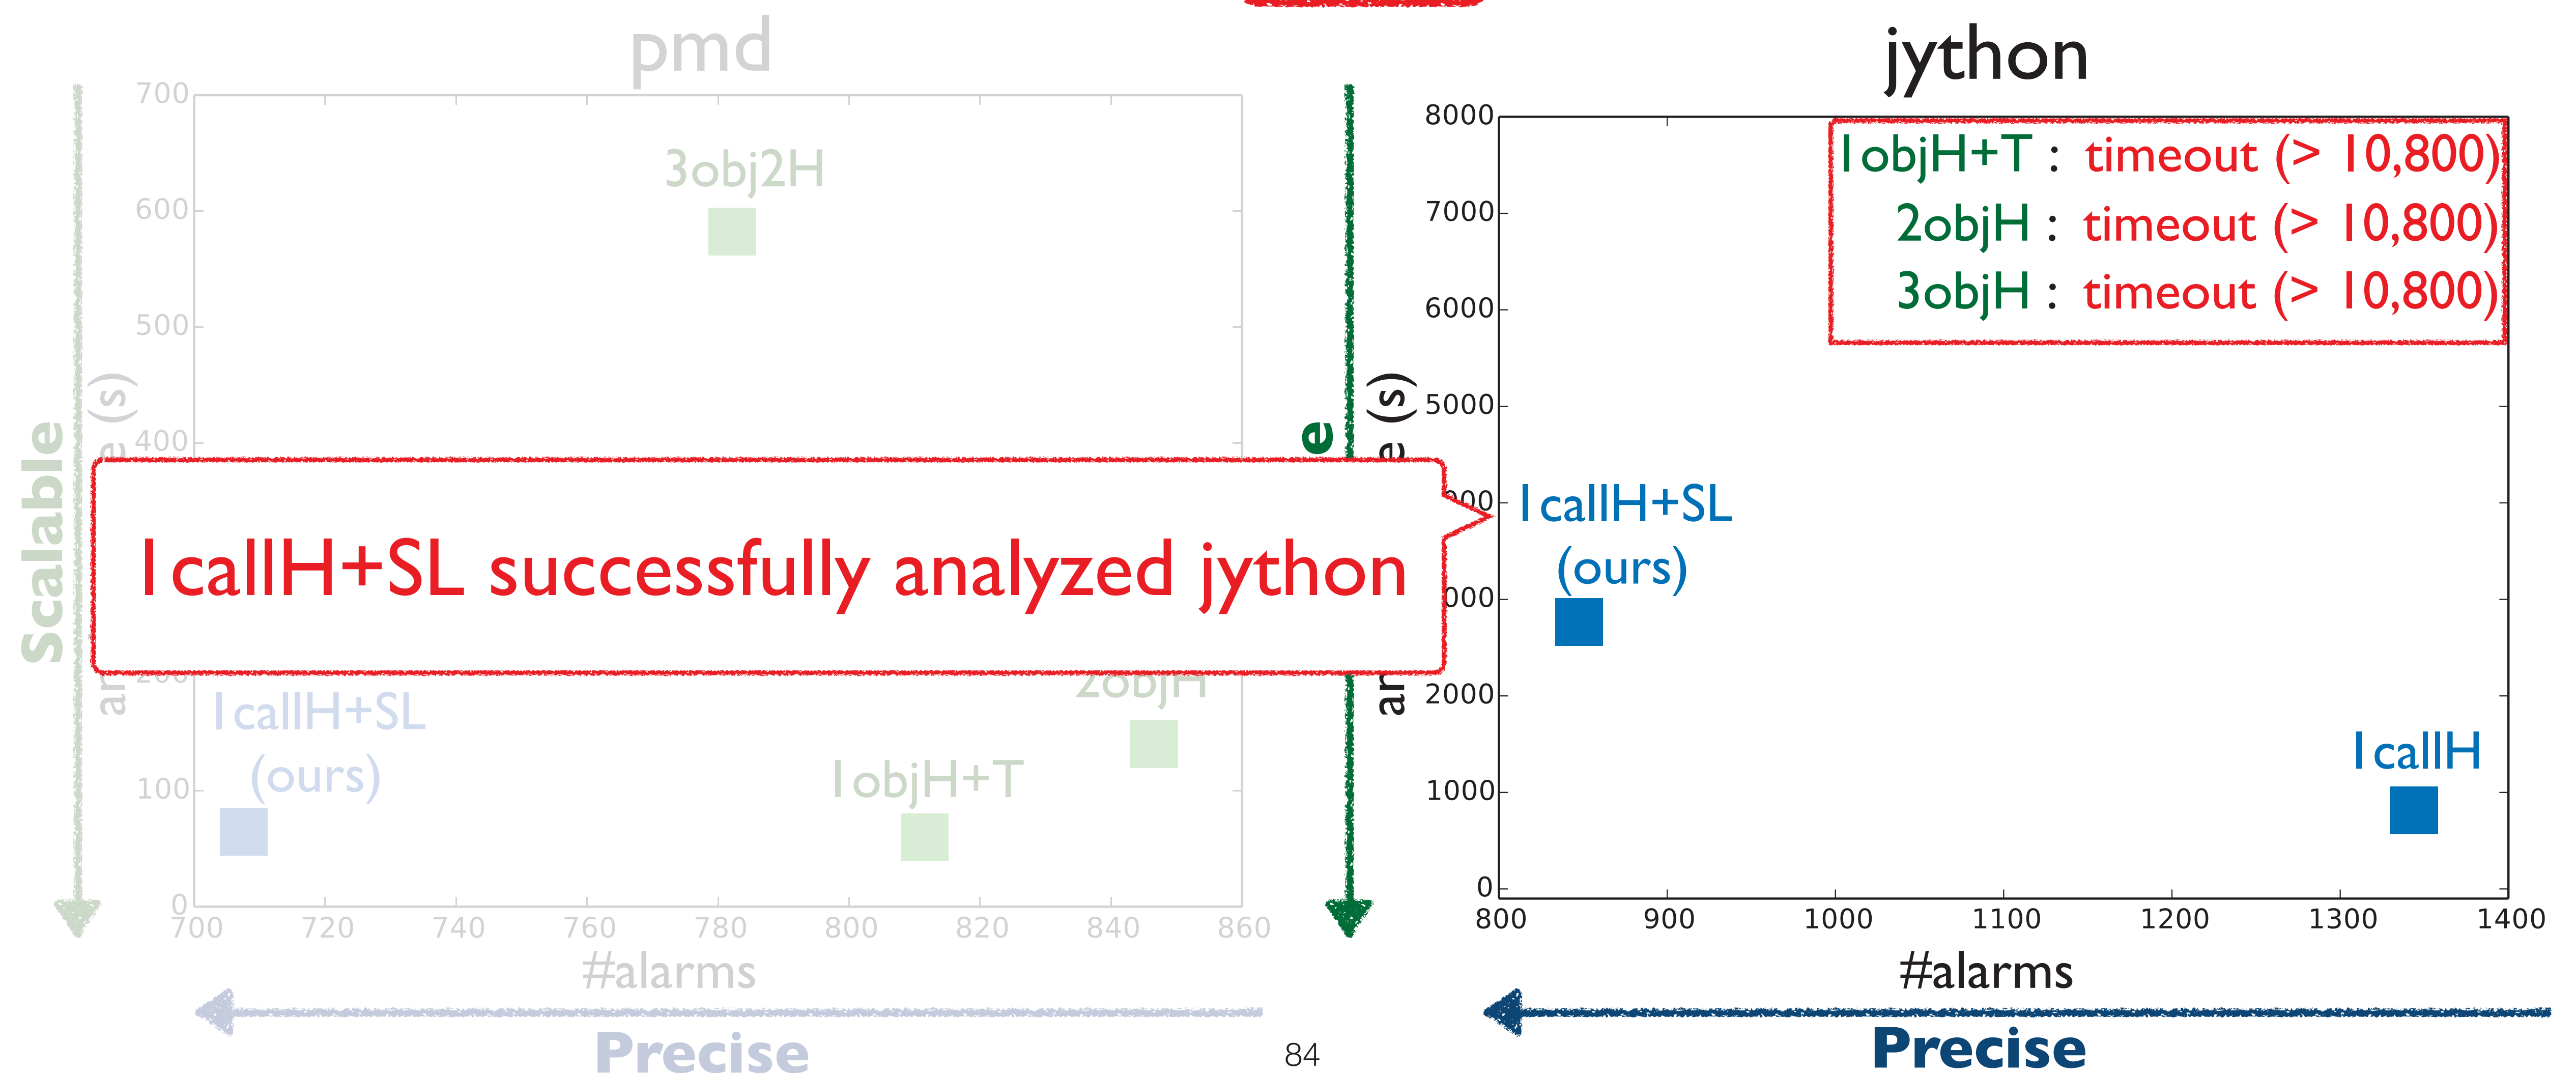 pmd
700
600
500
400
200
100
0
3obj2H
2objH
1callH+SL
(ours)
1objH+T
700 720 740 760 780 800 820 840 860
#alarms
Precise
Scalable
e (s)
1callH+SL successfully analyzed jython
jython
8000
7000
6000
5000
2000
1000
0
1objH+T : timeout (> 10,800)
2objH : timeout (> 10,800)
3objH : timeout (> 10,800)
1callH+SL
(ours)
1callH
800 900 1000 1100 1200 1300 1400
#alarms
Precise
e
e (s)
84